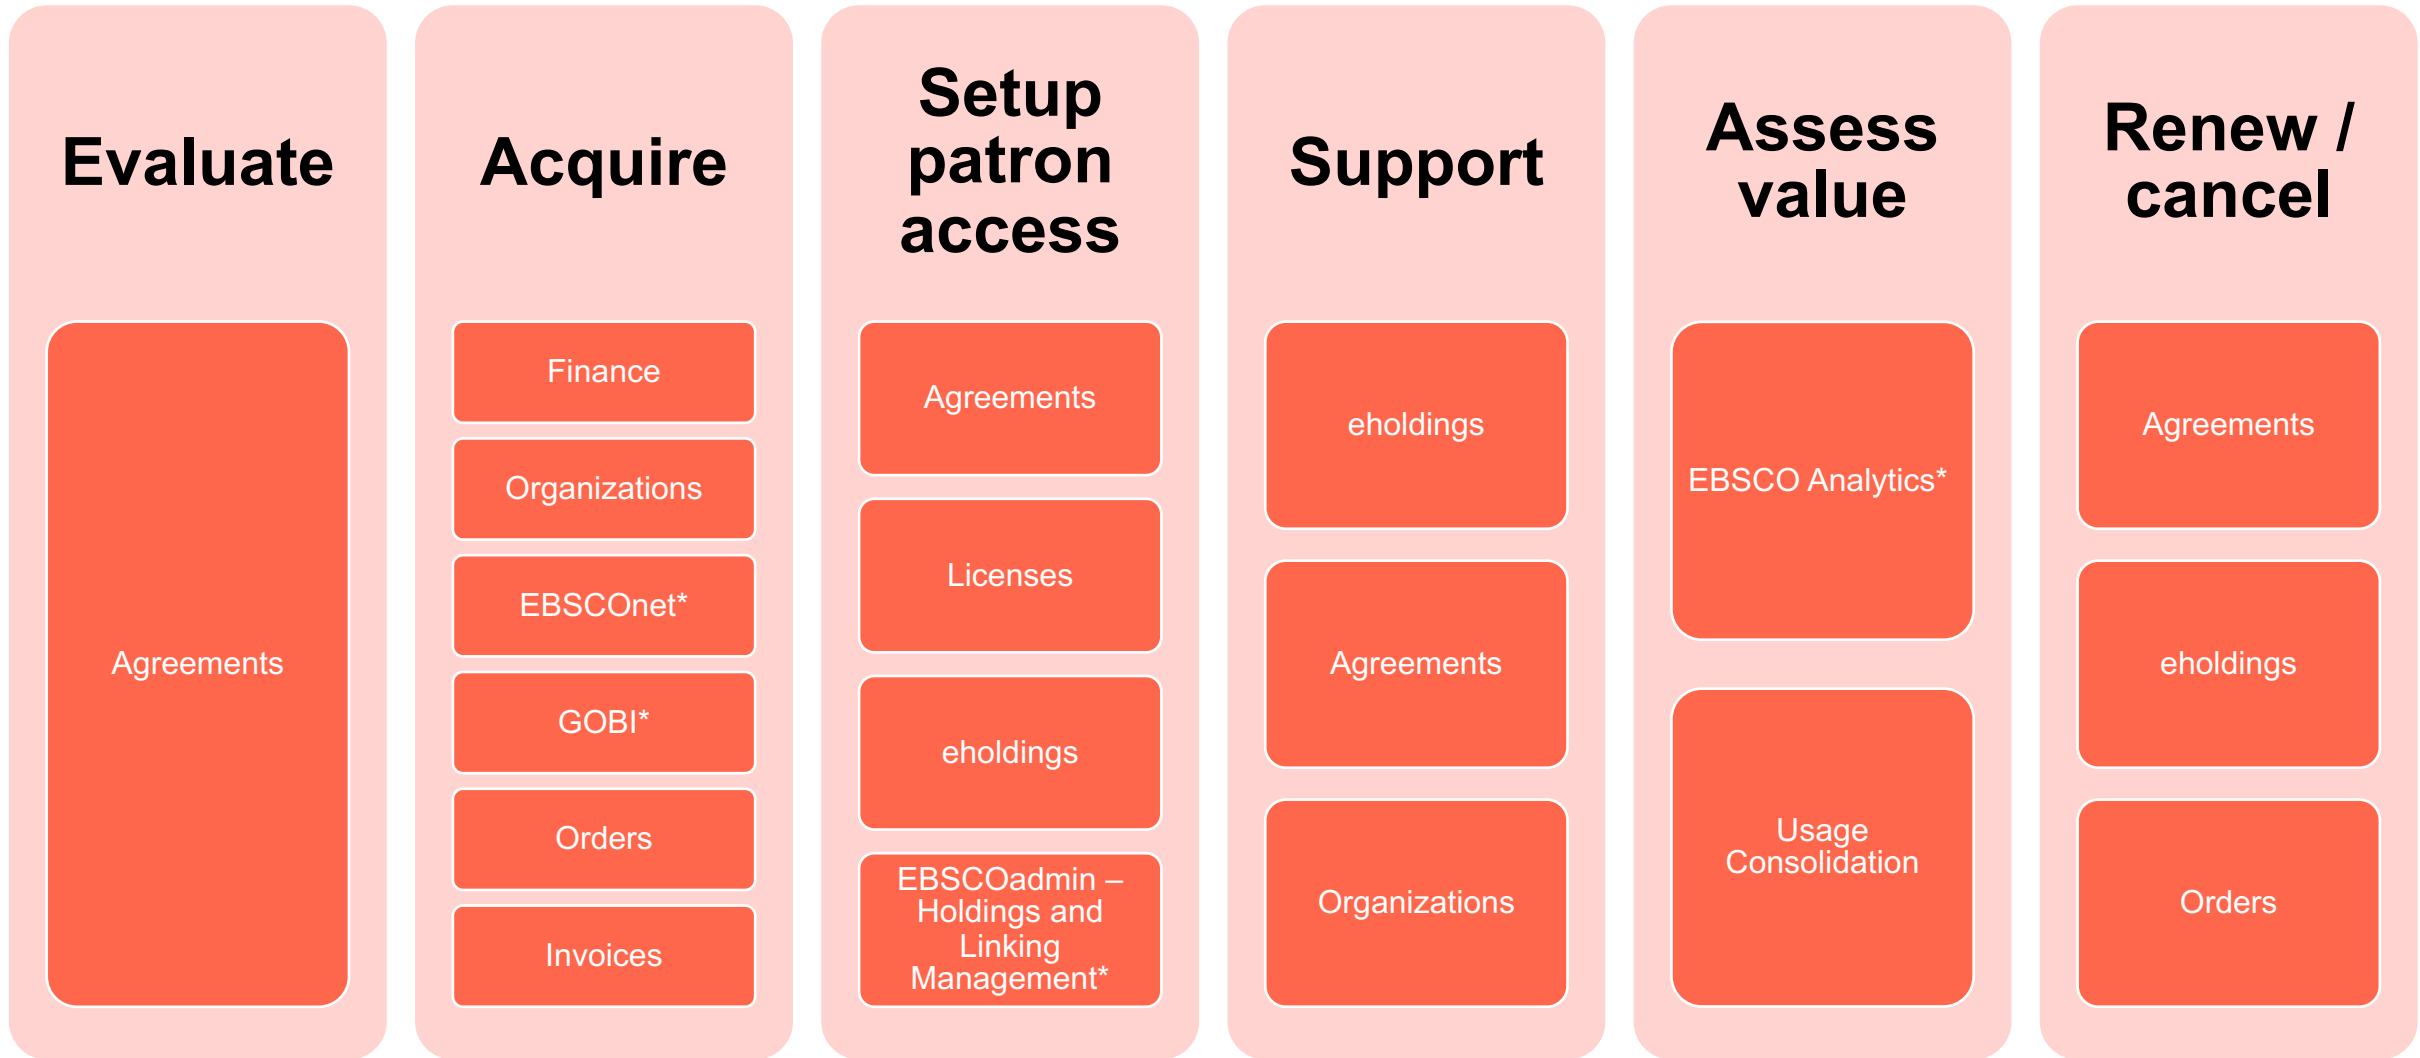 Evaluate
Agreements
Acquire
Finance
Organizations
EBSCOnet*
GOBI*
Orders
Invoices
Setup
patron
access
Agreements
Licenses
eholdings
EBSCOadmin –
Holdings and
Linking
Management*
Support
eholdings
Agreements
Organizations
Assess
value
EBSCO Analytics*
Usage
Consolidation
Renew /
cancel
Agreements
eholdings
Orders